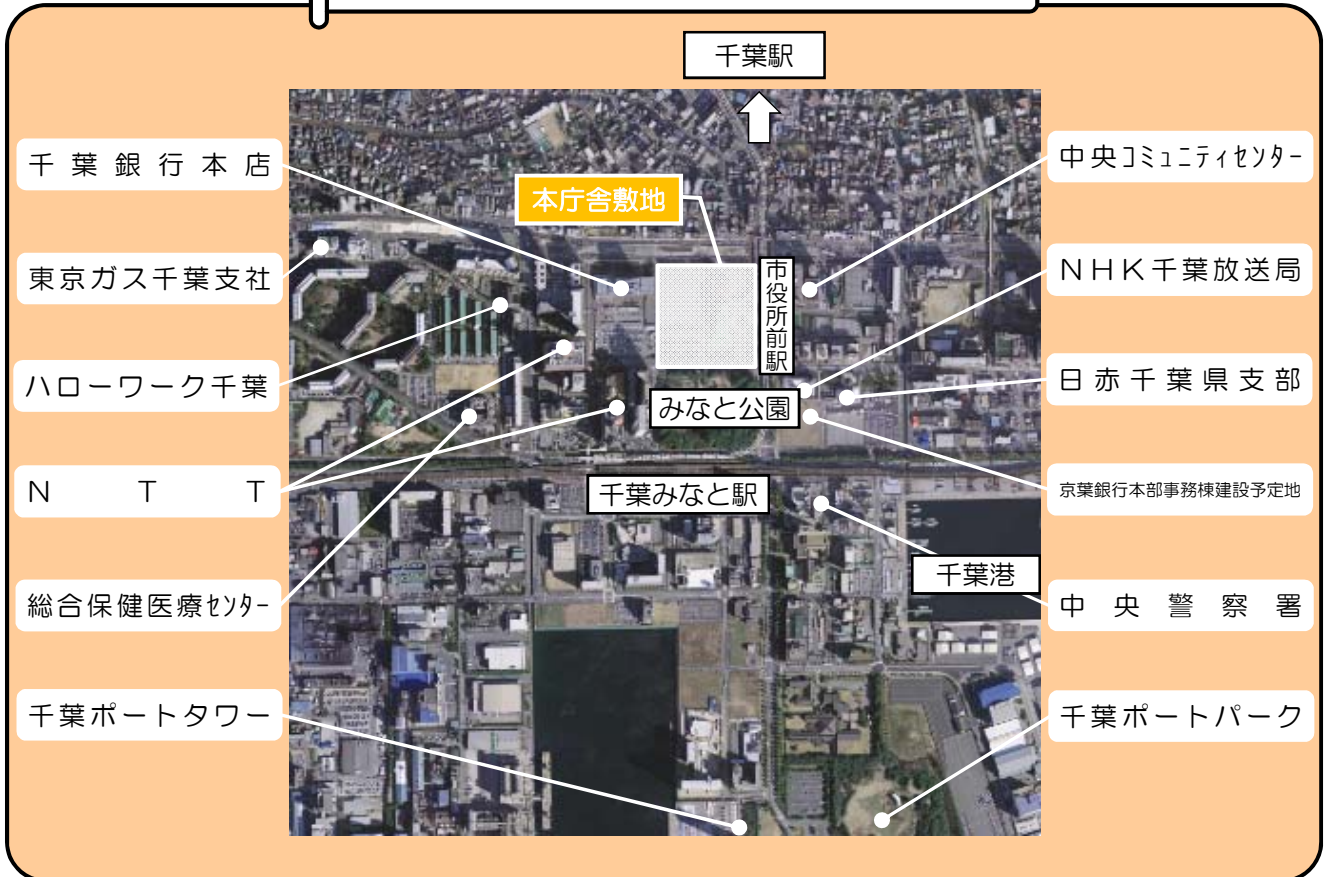 千葉駅
千葉銀行本店
東京ガス千葉支社
ハローワーク千葉
NTT
総合保健医療センター
千葉ポートタワー
本庁舎敷地
市役所前駅
みなと公園
千葉みなと駅
千葉港
中央コミュニティセンター
NHK千葉放送局
日赤千葉県支部
京葉銀行本部事務棟建設予定地
中央警察署
千葉ポートパーク